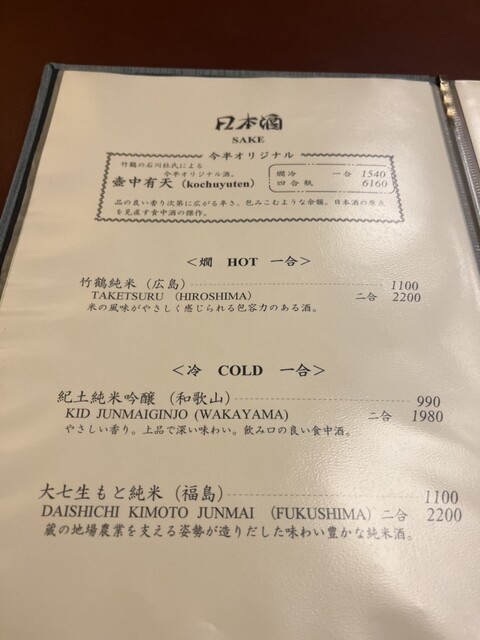 日本酒
SAKE
今半オリジナル
竹鶴の石川杜氏による
今半オリジナル酒。
壷中有天 (kochuyuten)
燗冷 一合 1540
四合瓶 6160
品の良い香り次第に広がる辛さ。包みこむような余韻。日本酒の原点
を見直す食中酒の傑作。
<燗 HOT 一合>
竹鶴純米（広島） 1100
TAKETSURU （HIROSHIMA） 二合 2200
米の風味がやさしく感じられる包容力のある酒。
<冷 COLD 一合>
紀土純米吟醸（和歌山） 990
KID JUNMAIGINJO (WAKAYAMA) 二合 1980
やさしい香り。上品で深い味わい。飲み口の良い食中酒。
大七生もと純米（福島） 1100
DAISHICHI KIMOTO JUNMAI （FUKUSHIMA） 二合 2200
蔵の地場農業を支える姿勢が造りだした味わい豊かな純米酒。